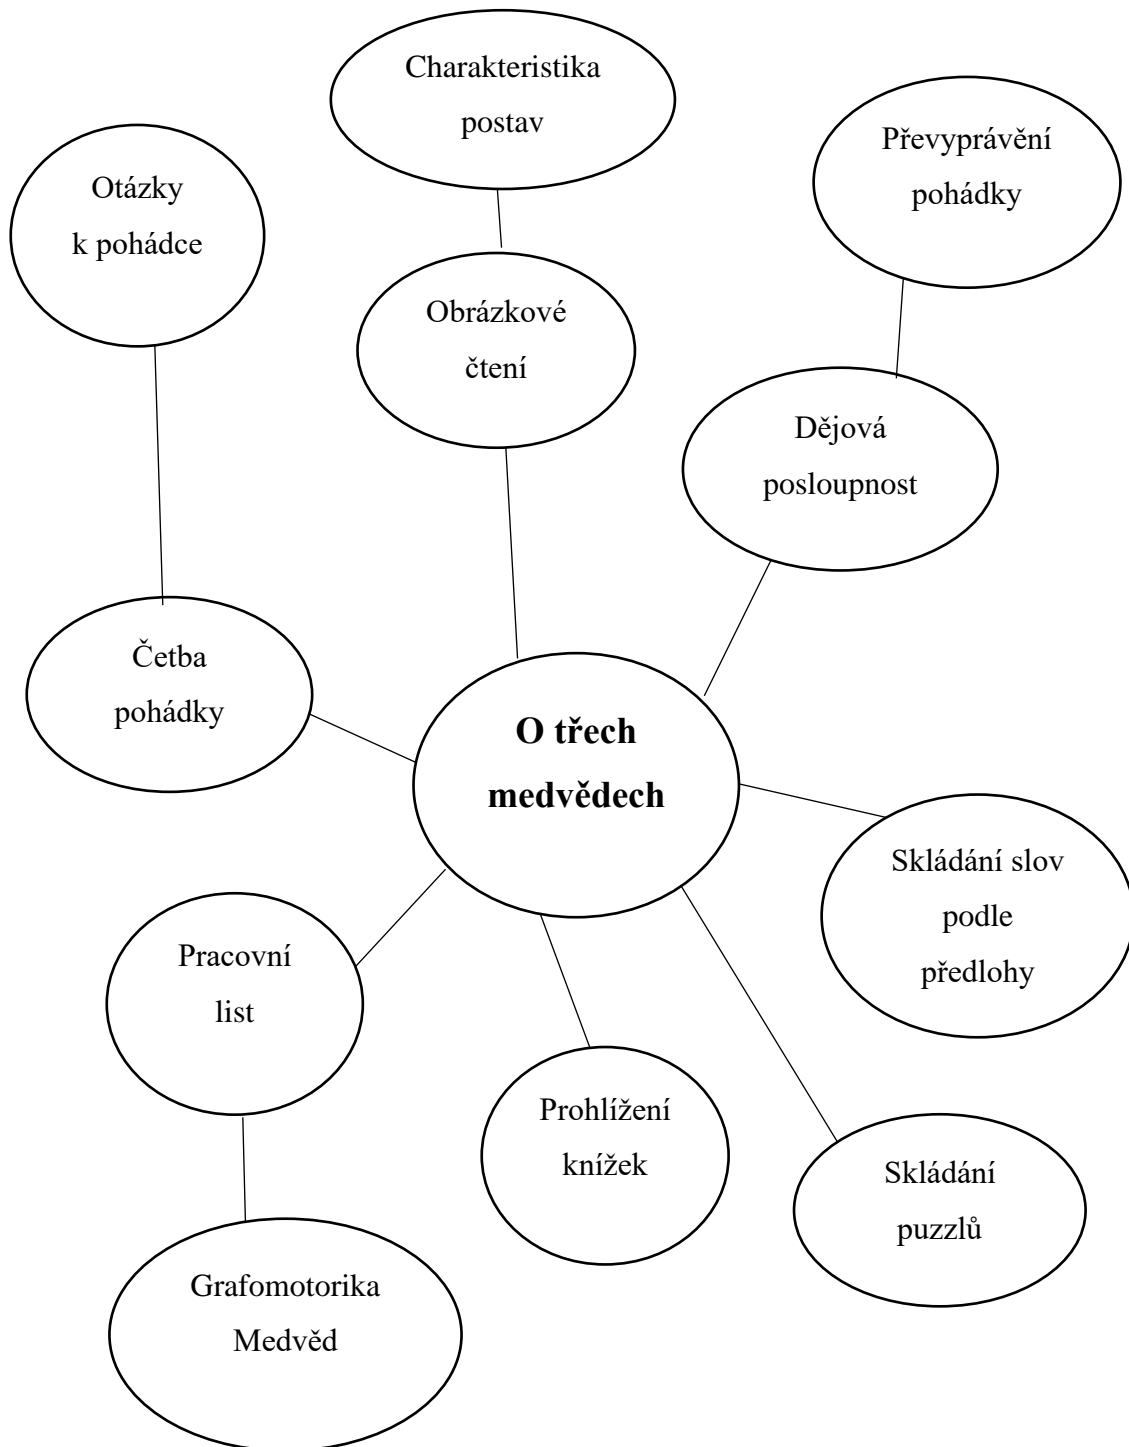 Charakteristika
postav
Převyprávění
pohádky
Otázky
k pohádce
Obrázkové
čtení
Dějová
posloupnost
Četba
pohádky
O třech
medvědech
Skládání slov
podle
předlohy
Pracovní
list
Prohlížení
knížek
Skládání
puzzlů
Grafomotorika
Medvěd